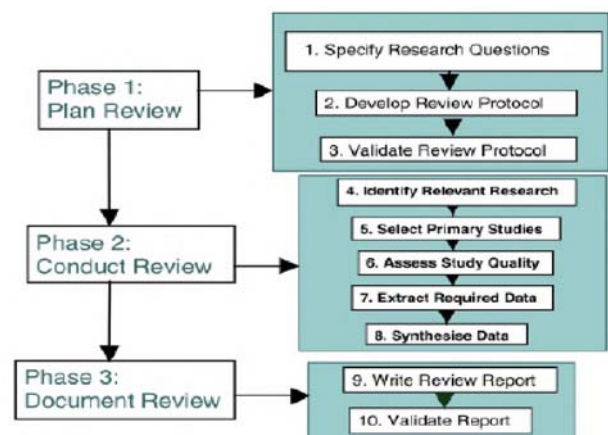 Phase 1:
Plan Review
1. Specify Research Questions
2. Develop Review Protocol
3. Validate Review Protocol
Phase 2:
Conduct Review
4. Identify Relevant Research
5. Select Primary Studies
6. Assess Study Quality
7. Extract Required Data
8. Synthesise Data
Phase 3:
Document Review
9. Write Review Report
10. Validate Report